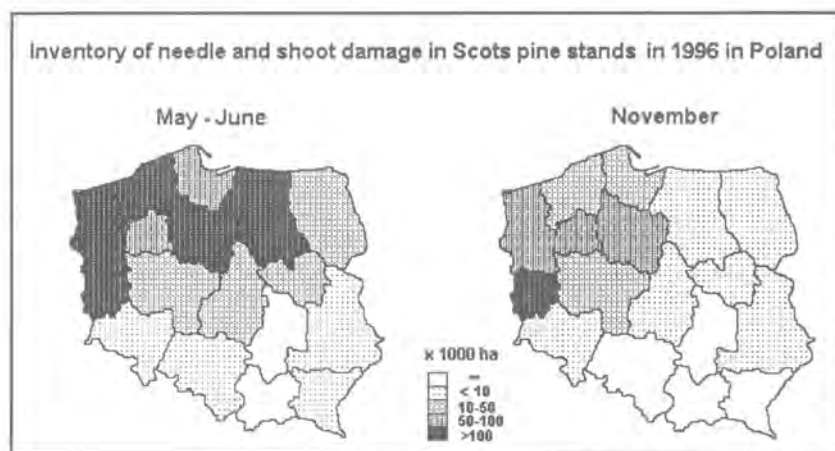 Inventory of needle and shoot damage in Scots pine stands in 1996 in Poland
May - June
November
x 1000 ha
–
< 10
10-50
50-100
>100